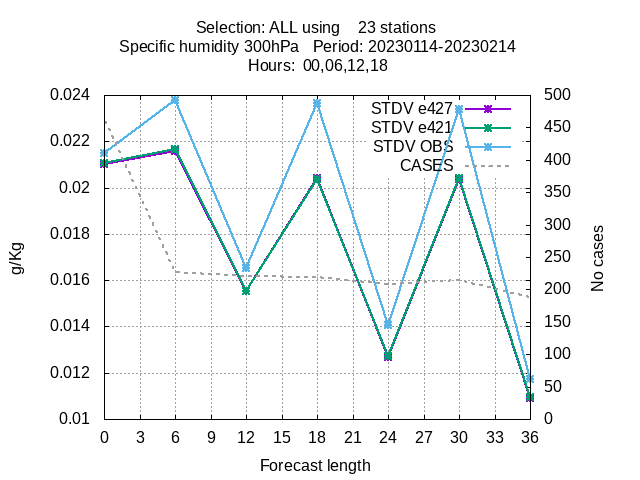 Selection: ALL using    23 stations
Specific humidity 300hPa   Period: 20230114-20230214
Hours:  00,06,12,18
STDV e427
STDV e421
STDV OBS
CASES
0.024
0.022
0.02
0.018
0.016
0.014
0.012
0.01
g/Kg
500
450
400
350
300
250
200
150
100
50
0
No cases
0 3 6 9 12 15 18 21 24 27 30 33 36
Forecast length